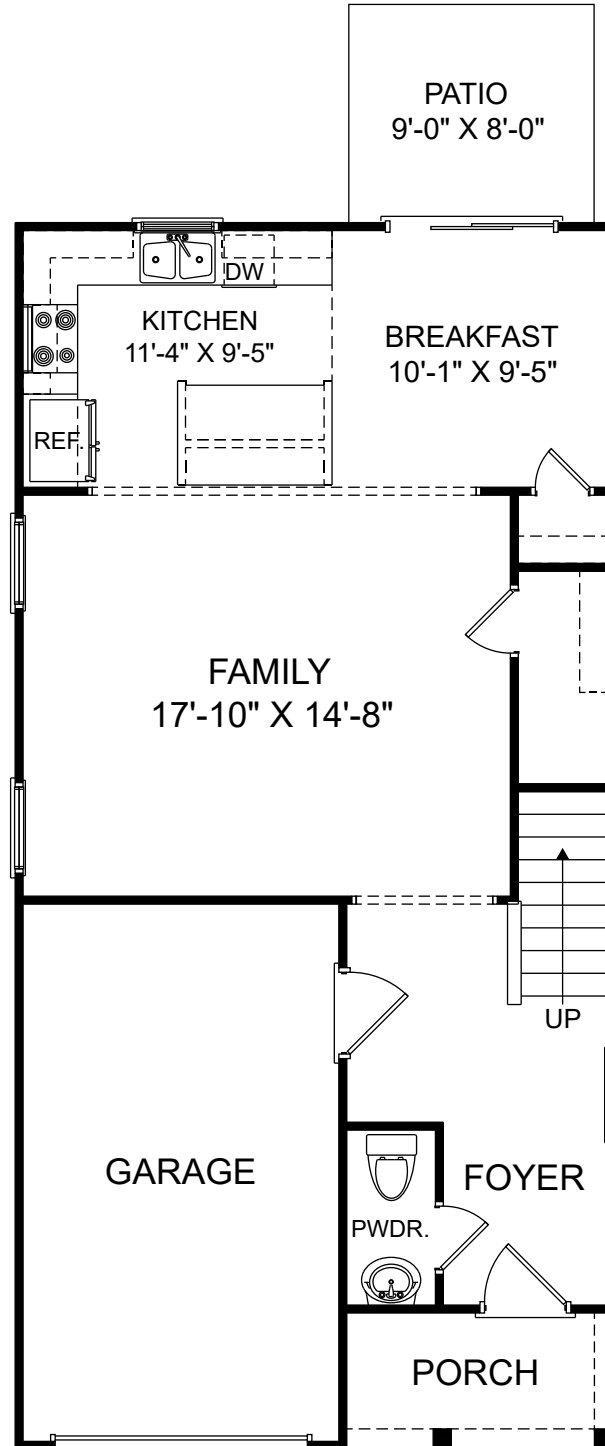 PATIO
9'-0" X 8'-0"
DW
KITCHEN
11'-4" X 9'-5"
BREAKFAST
10'-1" X 9'-5"
REF.
FAMILY
17'-10" X 14'-8"
UP
GARAGE
FOYER
PWDR.
PORCH